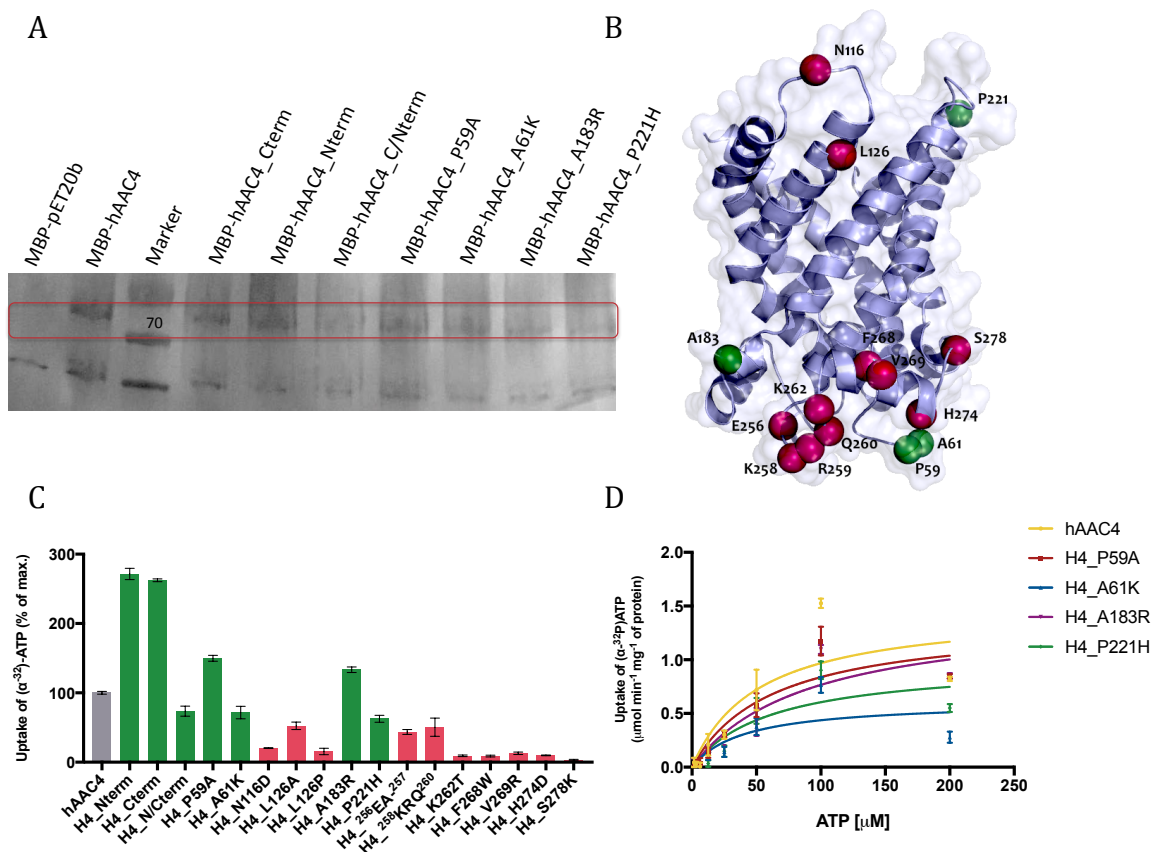 A
MBP-pET20b
MBP-hAAC4
Marker
MBP-hAAC4_Cterm
MBP-hAAC4_Nterm
MBP-hAAC4_C/Nterm
MBP-hAAC4_P59A
MBP-hAAC4_A61K
MBP-hAAC4_A183R
MBP-hAAC4_P221H
70
B
N116
P221
L126
A183
F268
V269
S278
K262
E256
H274
Q260
A61
K258
R259
P59
C
Uptake of (α-³²)-ATP (% of max.)
300
200
100
0
hAAC4
H4_Nterm
H4_Cterm
H4_N/Cterm
H4_P59A
H4_A61K
H4_N116D
H4_L126A
H4_L126P
H4_A183R
H4_P221H
H4_²⁵⁶EA-²⁵⁷
H4_²⁵⁸KRQ²⁶⁰
H4_K262T
H4_F268W
H4_V269R
H4_H274D
H4_S278K
D
Uptake of (α-³²P)ATP
(μmol min⁻¹ mg⁻¹ of protein)
2.0
1.5
1.0
0.5
0.0
0
50
100
150
200
250
ATP [μM]
hAAC4
H4_P59A
H4_A61K
H4_A183R
H4_P221H